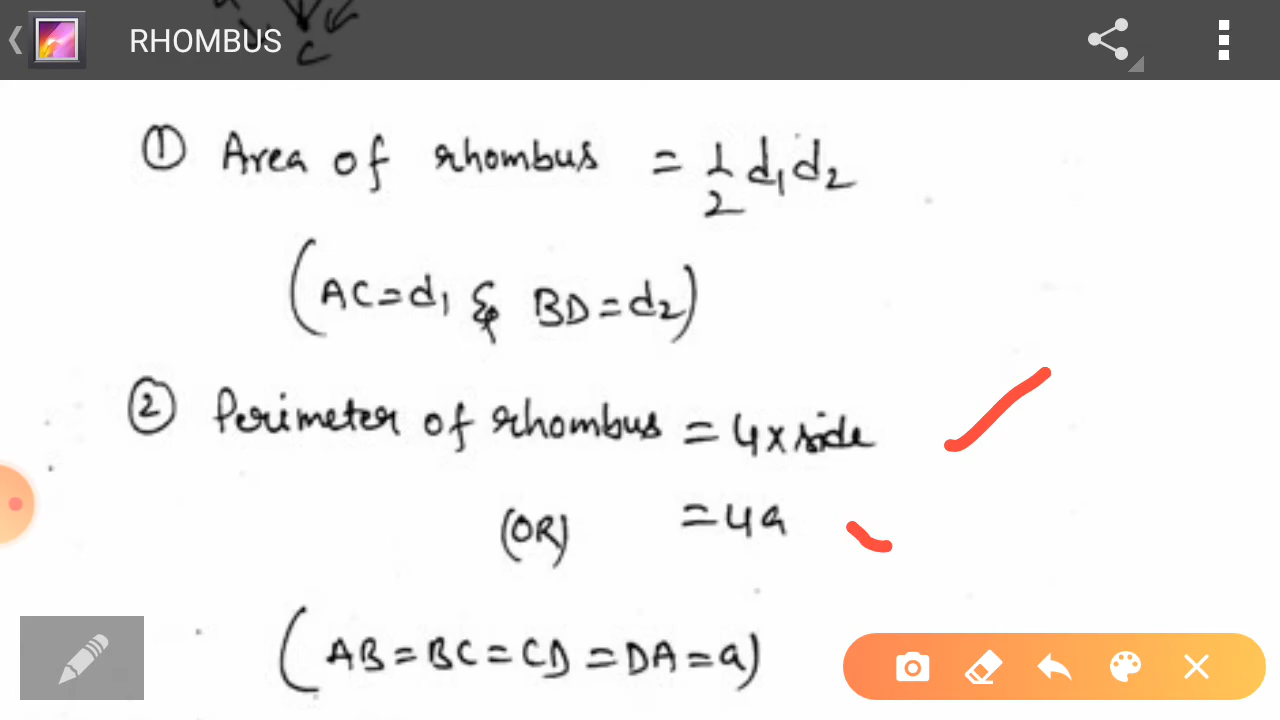 RHOMBUS
C
① Area of rhombus = 1/2 d₁d₂
(AC=d₁ & BD=d₂)
② Perimeter of rhombus = 4×side
(OR) =4a
(AB=BC=CD=DA=a)